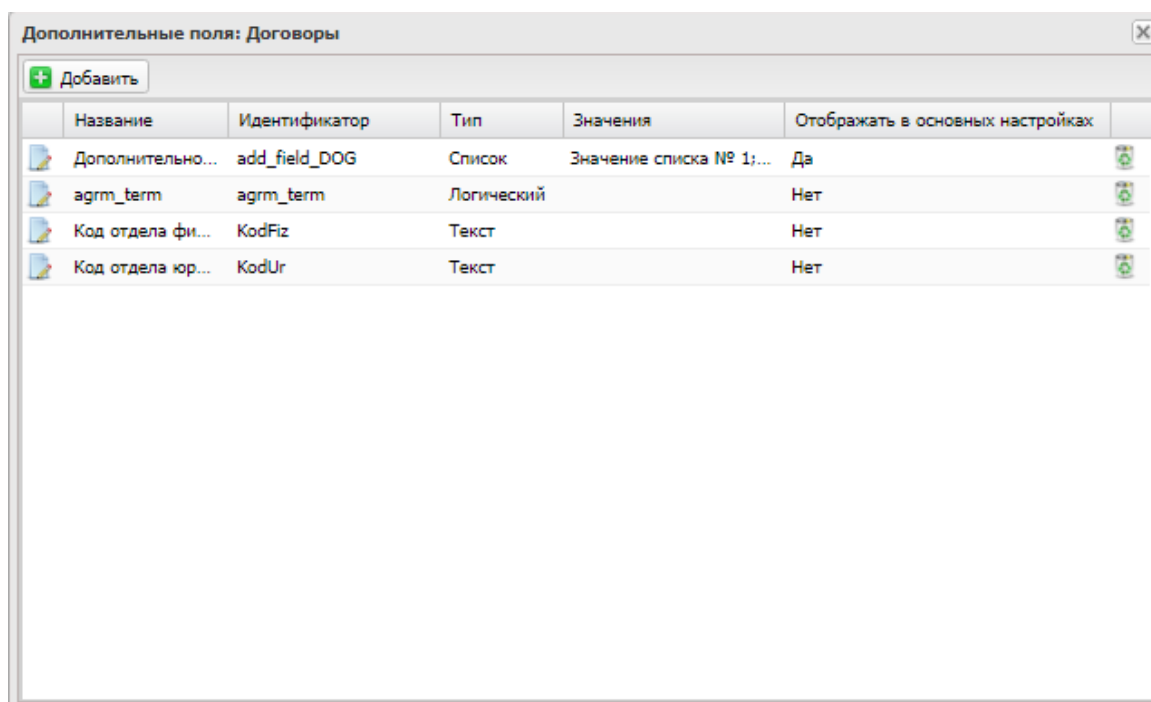 Дополнительные поля: Договоры
Добавить
Название Идентификатор Тип Значения Отображать в основных настройках
Дополнительно... add_field_DOG Список Значение списка № 1;... Да
agrm_term agrm_term Логический Нет
Код отдела фи... KodFiz Текст Нет
Код отдела юр... KodUr Текст Нет